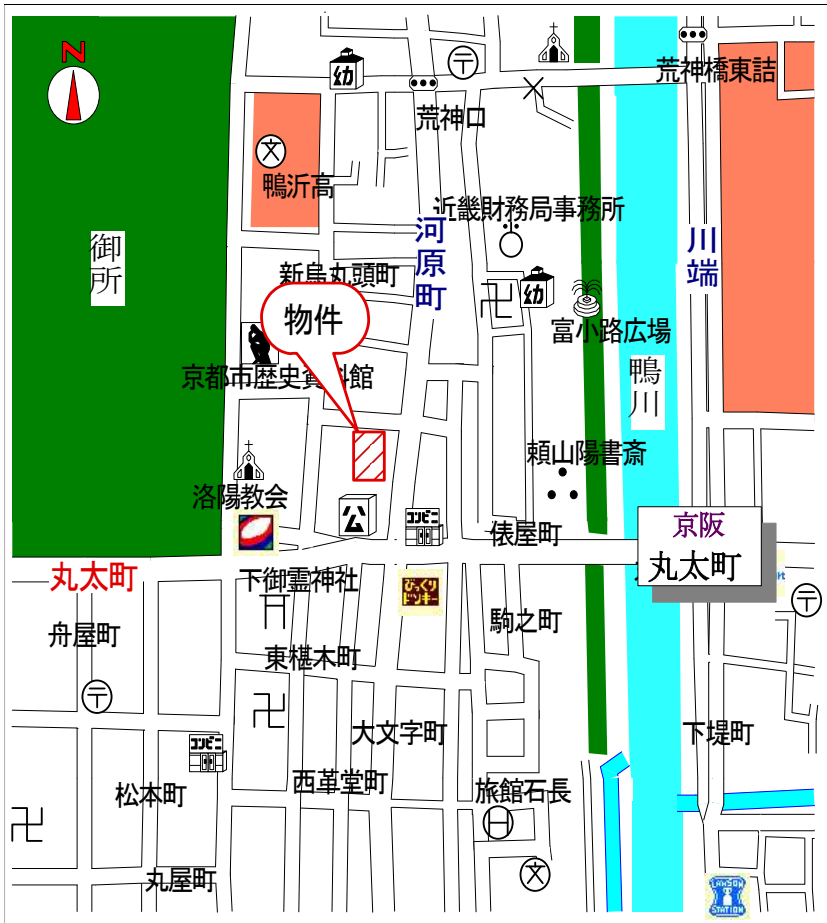 N
幼
〒
荒神橋東詰
荒神口
文
鴨沂高
近畿財務局事務所
御所
河原町
川端
新烏丸頭町
卍
幼
物件
富小路広場
京都市歴史資料館
鴨川
頼山陽書斎
洛陽教会
公
コンビニ
俵屋町
京阪
丸太町
丸太町
下御霊神社
びっくり
ドンキー
〒
舟屋町
駒之町
東椹木町
〒
卍
大文字町
下堤町
コンビニ
松本町
西革堂町
旅館石長
卍
丸屋町
文
LAWSON
STATION